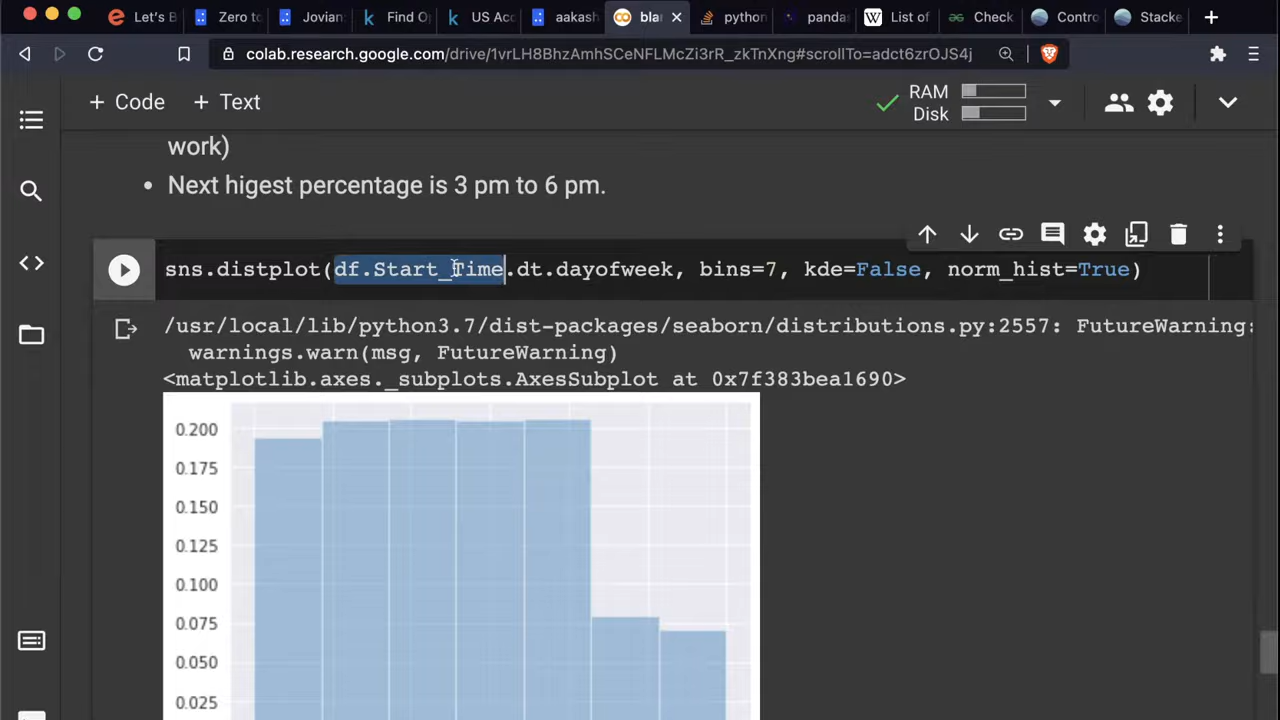 Let's B
Zero to
Jovian:
Find O
US Acc
aakash
bla
python
panda
List of
Check
Contro
Stacke
colab.research.google.com/drive/1vrLH8BhzAmhSCeNFLMcZi3rR_zkTnXng#scrollTo=adct6zrOJS4j
+ Code + Text
RAM
Disk
work)
• Next higest percentage is 3 pm to 6 pm.
sns.distplot(df.Start_Time.dt.dayofweek, bins=7, kde=False, norm_hist=True)
/usr/local/lib/python3.7/dist-packages/seaborn/distributions.py:2557: FutureWarning:
warnings.warn(msg, FutureWarning)
<matplotlib.axes._subplots.AxesSubplot at 0x7f383bea1690>
0.200
0.175
0.150
0.125
0.100
0.075
0.050
0.025